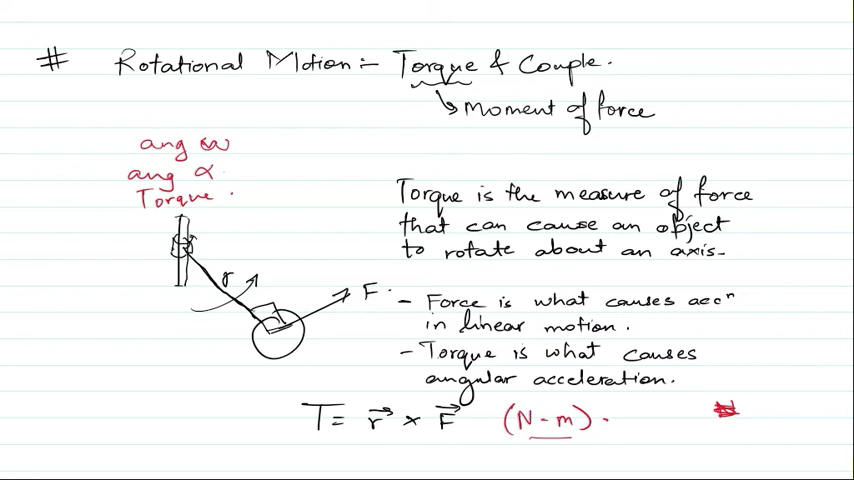 # Rotational Motion :- Torque & Couple.
↳ Moment of force
ang ω
ang α
Torque.
Torque is the measure of force
that can cause an object
to rotate about an axis-
r
F.
- Force is what causes accⁿ
in linear motion.
- Torque is what causes
angular acceleration.
T = r⃗ × F⃗ (N-m).